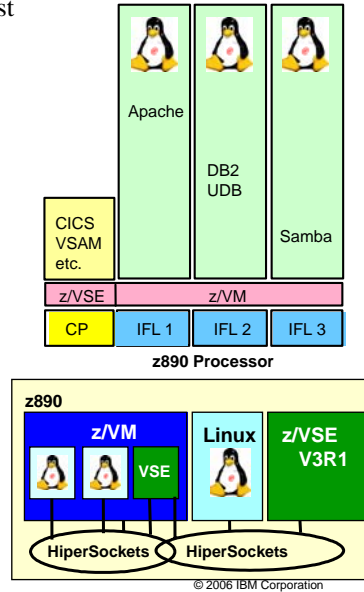 st
Apache
DB2
UDB
Samba
CICS
VSAM
etc.
z/VSE
z/VM
CP
IFL 1
IFL 2
IFL 3
z890 Processor
z890
z/VM
VSE
Linux
z/VSE
V3R1
HiperSockets
HiperSockets
© 2006 IBM Corporation